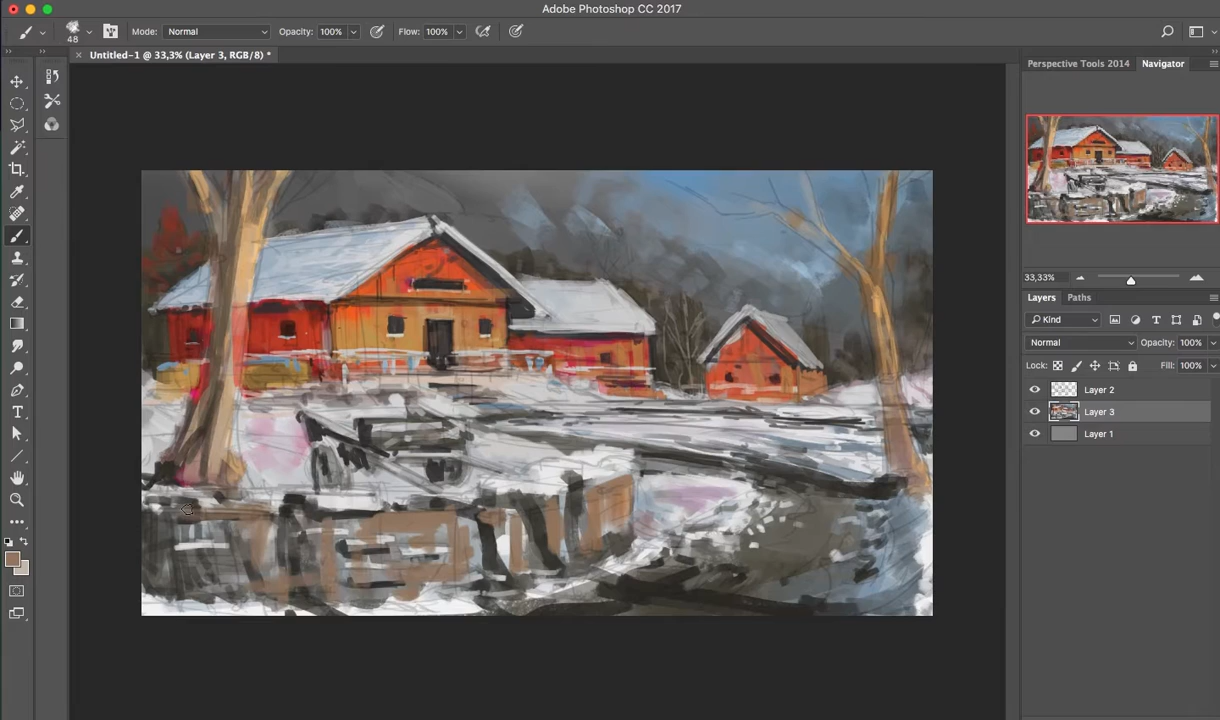 Adobe Photoshop CC 2017
48
Mode: Normal
Opacity: 100%
Flow: 100%
Untitled-1 @ 33,3% (Layer 3, RGB/8) *
Perspective Tools 2014
Navigator
33,33%
Layers
Paths
Kind
Normal
Opacity: 100%
Lock:
Fill: 100%
Layer 2
Layer 3
Layer 1